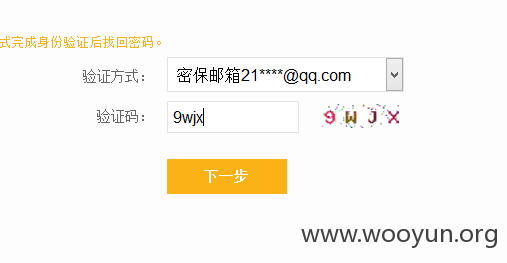 式完成身份验证后找回密码。
验证方式： 密保邮箱21****@qq.com
验证码： 9wjx 9WJX
下一步
www.wooyun.org